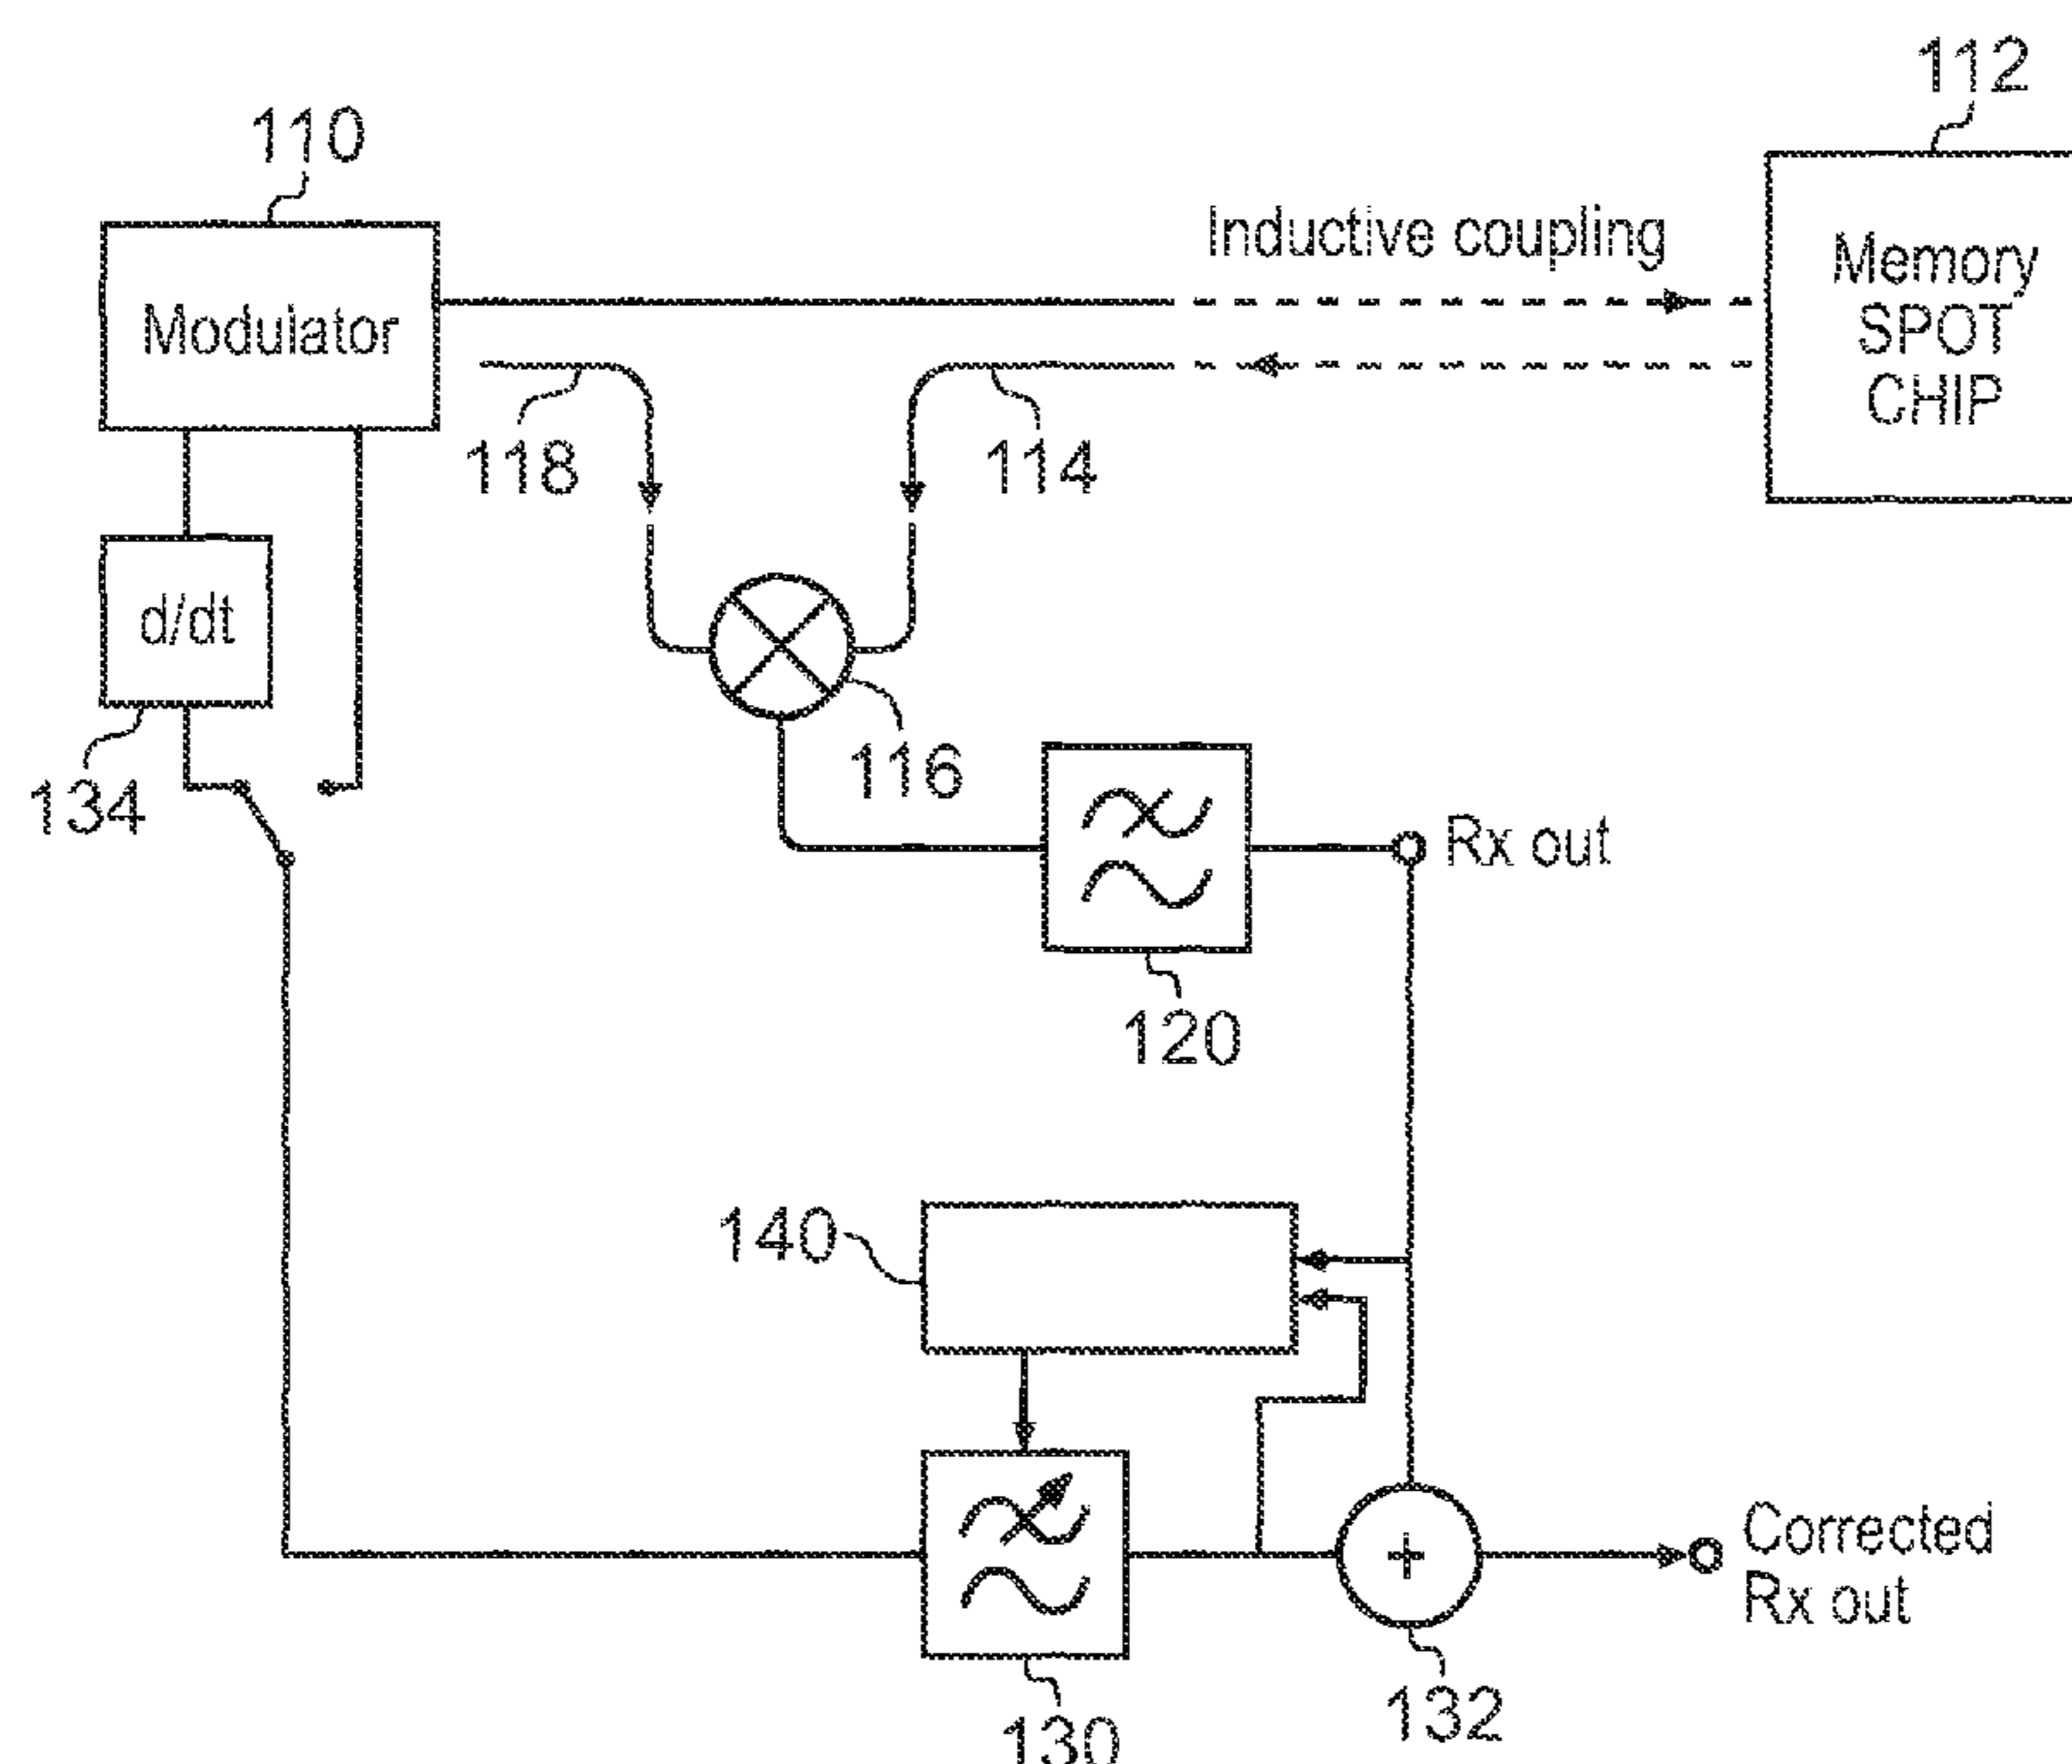 112
110
Inductive coupling
Memory
SPOT
CHIP
Modulator
118
114
d/dt
116
134
Rx out
120
140
+
Corrected
Rx out
132
130